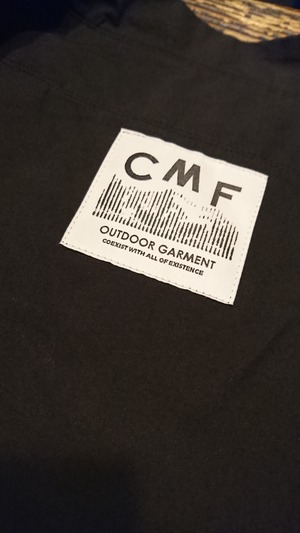 CMF
OUTDOOR GARMENT
COEXIST WITH ALL OF EXISTENCE